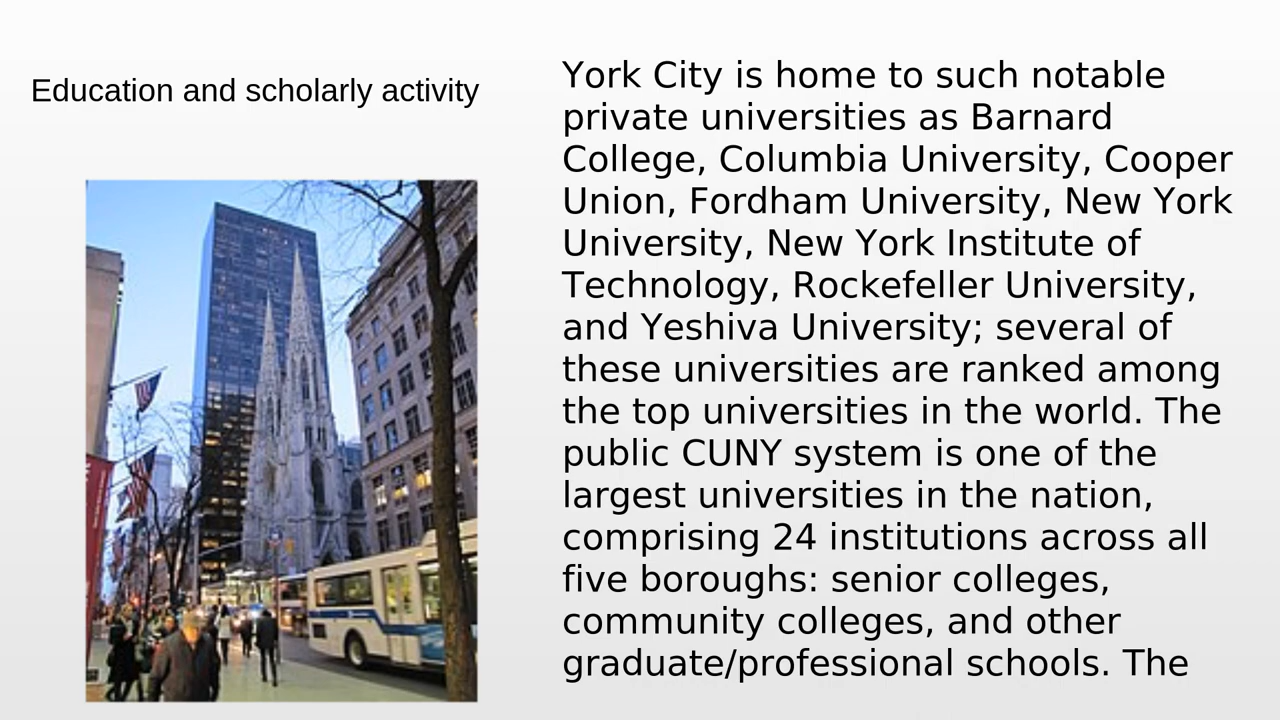 Education and scholarly activity
York City is home to such notable
private universities as Barnard
College, Columbia University, Cooper
Union, Fordham University, New York
University, New York Institute of
Technology, Rockefeller University,
and Yeshiva University; several of
these universities are ranked among
the top universities in the world. The
public CUNY system is one of the
largest universities in the nation,
comprising 24 institutions across all
five boroughs: senior colleges,
community colleges, and other
graduate/professional schools. The